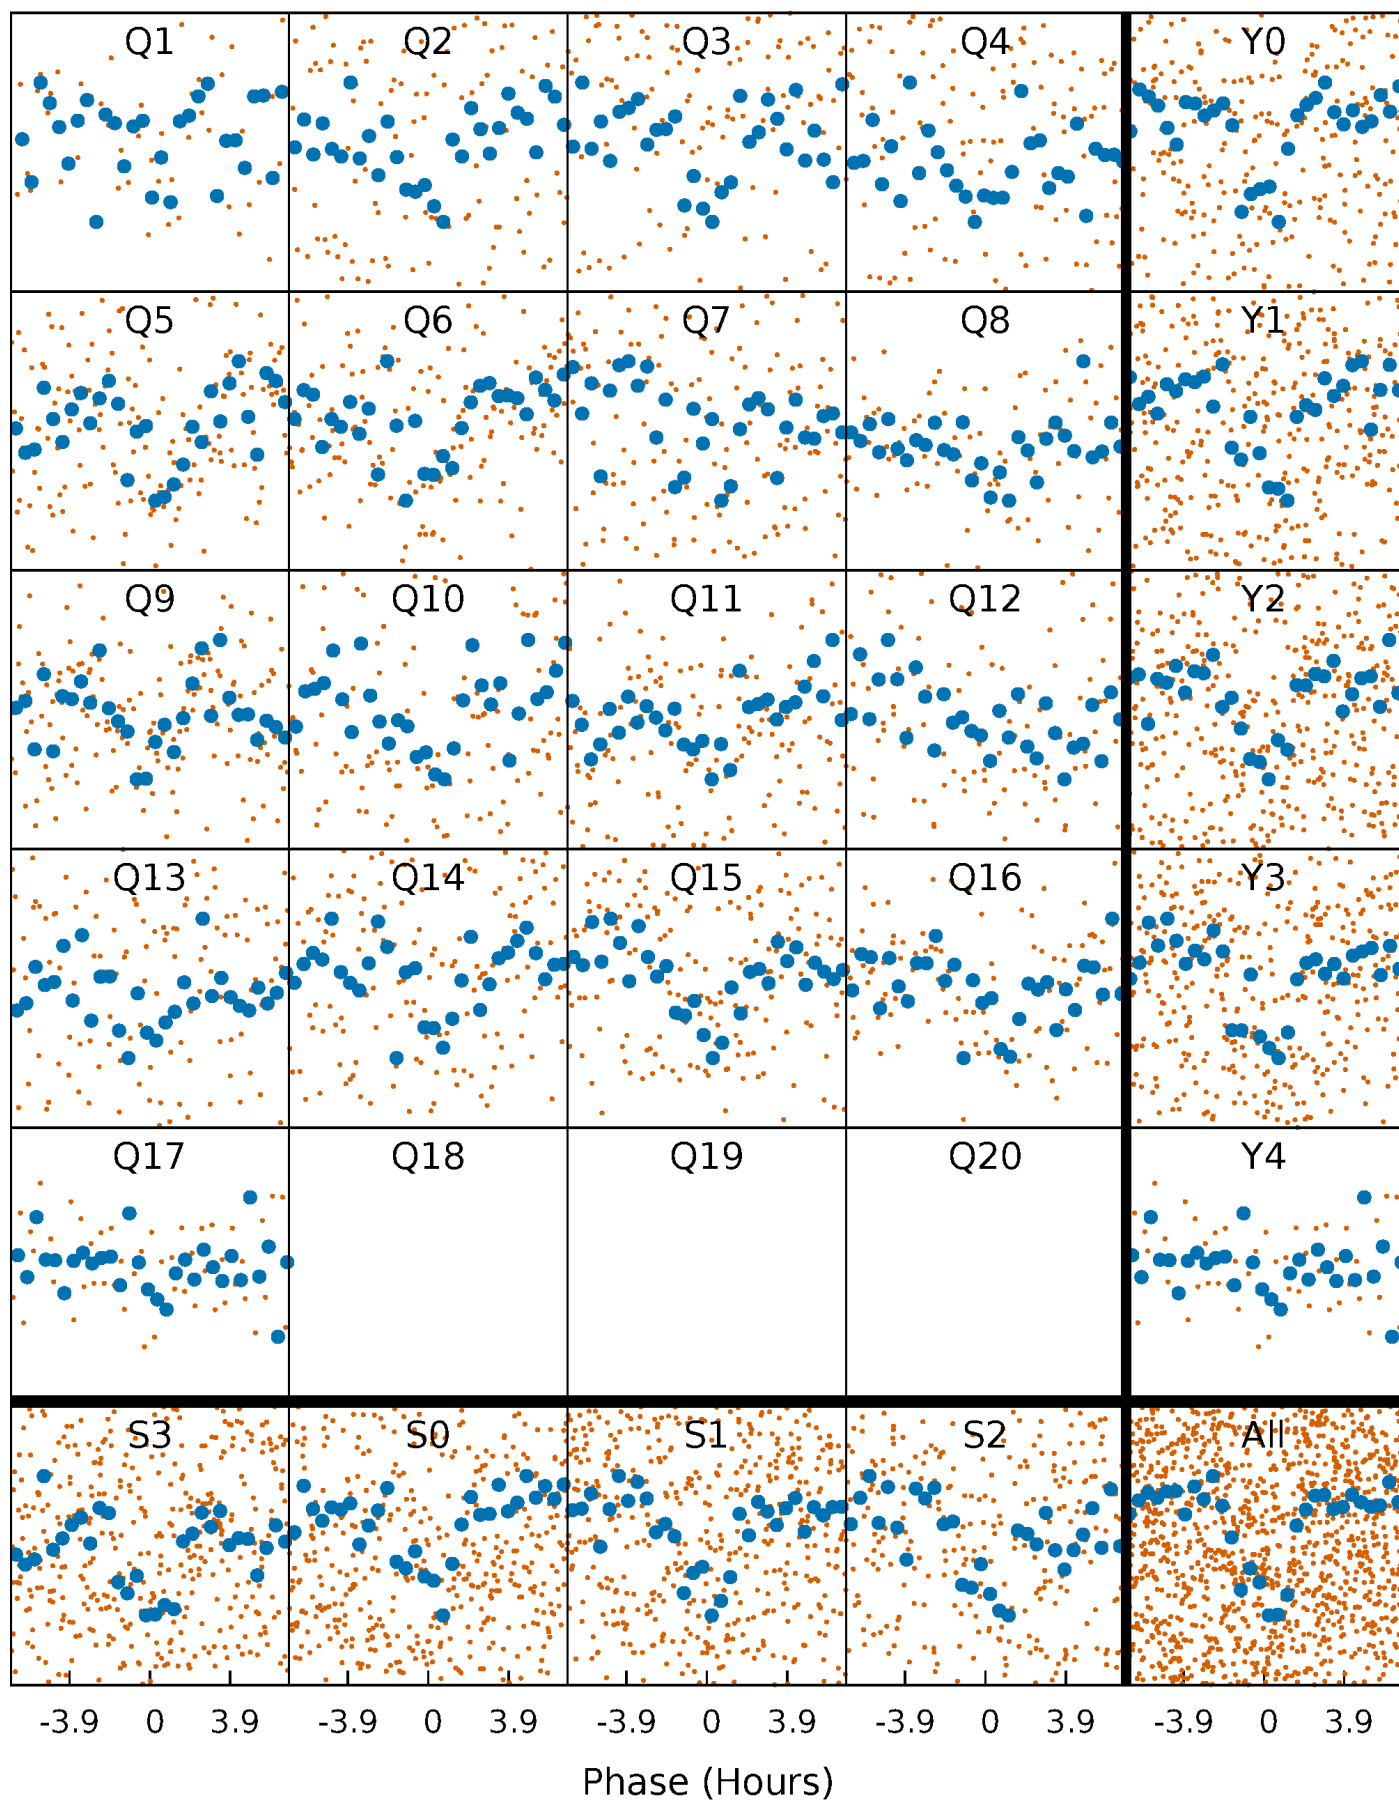 Q1 Q2 Q3 Q4 Y0
Q5 Q6 Q7 Q8 Y1
Q9 Q10 Q11 Q12 Y2
Q13 Q14 Q15 Q16 Y3
Q17 Q18 Q19 Q20 Y4
S3 S0 S1 S2 All
-3.9 0 3.9 -3.9 0 3.9 -3.9 0 3.9 -3.9 0 3.9 -3.9 0 3.9
Phase (Hours)